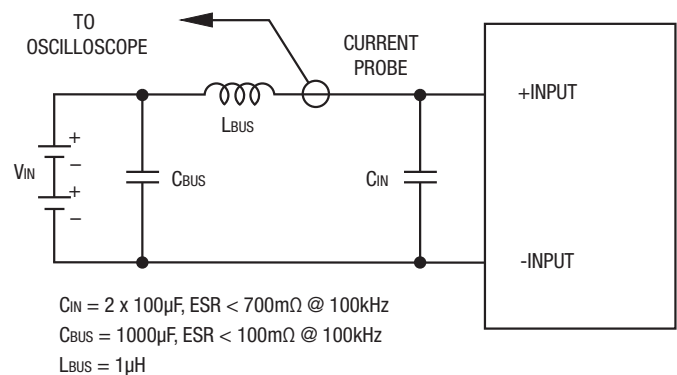 TO
OSCILLOSCOPE
CURRENT
PROBE
+INPUT
LBUS
+
−
VIN
+
−
CBUS
CIN
-INPUT
CIN = 2 x 100µF, ESR < 700mΩ @ 100kHz
CBUS = 1000µF, ESR < 100mΩ @ 100kHz
LBUS = 1µH